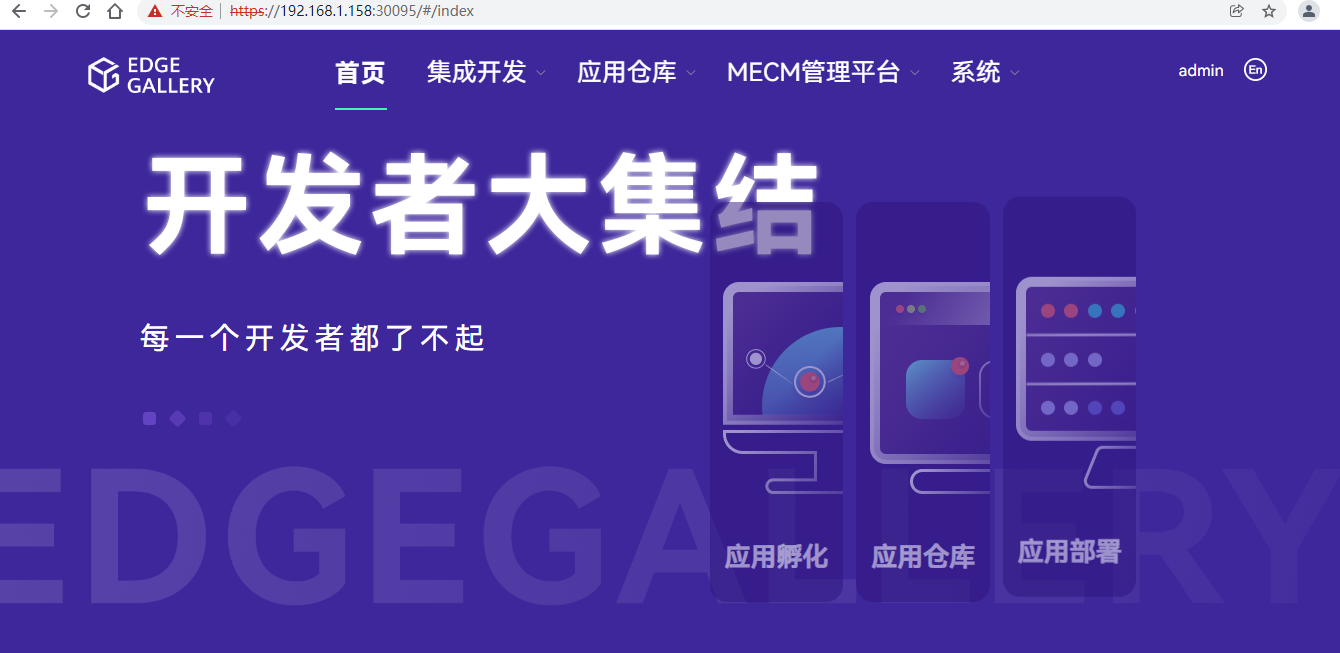 不安全 https://192.168.1.158:30095/#/index
EDGE
GALLERY
首页 集成开发 应用仓库 MECM管理平台 系统 admin En
开发者大集结
每一个开发者都了不起
EDGEGALLERY
应用孵化 应用仓库 应用部署